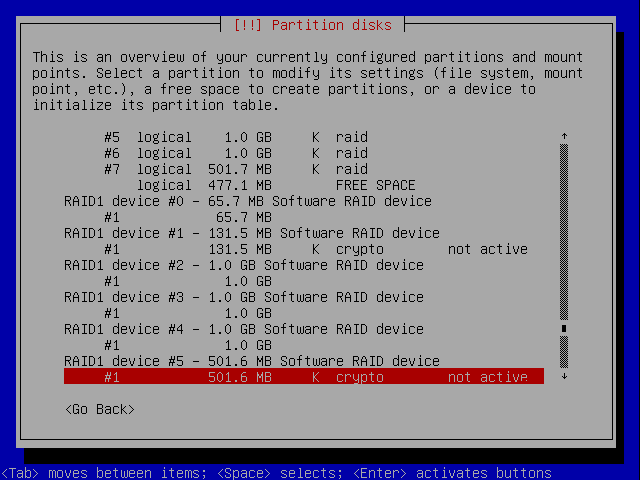 [!!] Partition disks
This is an overview of your currently configured partitions and mount
points. Select a partition to modify its settings (file system, mount
point, etc.), a free space to create partitions, or a device to
initialize its partition table.
#5 logical 1.0 GB K raid
#6 logical 1.0 GB K raid
#7 logical 501.7 MB K raid
logical 477.1 MB FREE SPACE
RAID1 device #0 - 65.7 MB Software RAID device
#1 65.7 MB
RAID1 device #1 - 131.5 MB Software RAID device
#1 131.5 MB K crypto not active
RAID1 device #2 - 1.0 GB Software RAID device
#1 1.0 GB
RAID1 device #3 - 1.0 GB Software RAID device
#1 1.0 GB
RAID1 device #4 - 1.0 GB Software RAID device
#1 1.0 GB
RAID1 device #5 - 501.6 MB Software RAID device
#1 501.6 MB K crypto not active
<Go Back>
<Tab> moves between items; <Space> selects; <Enter> activates buttons